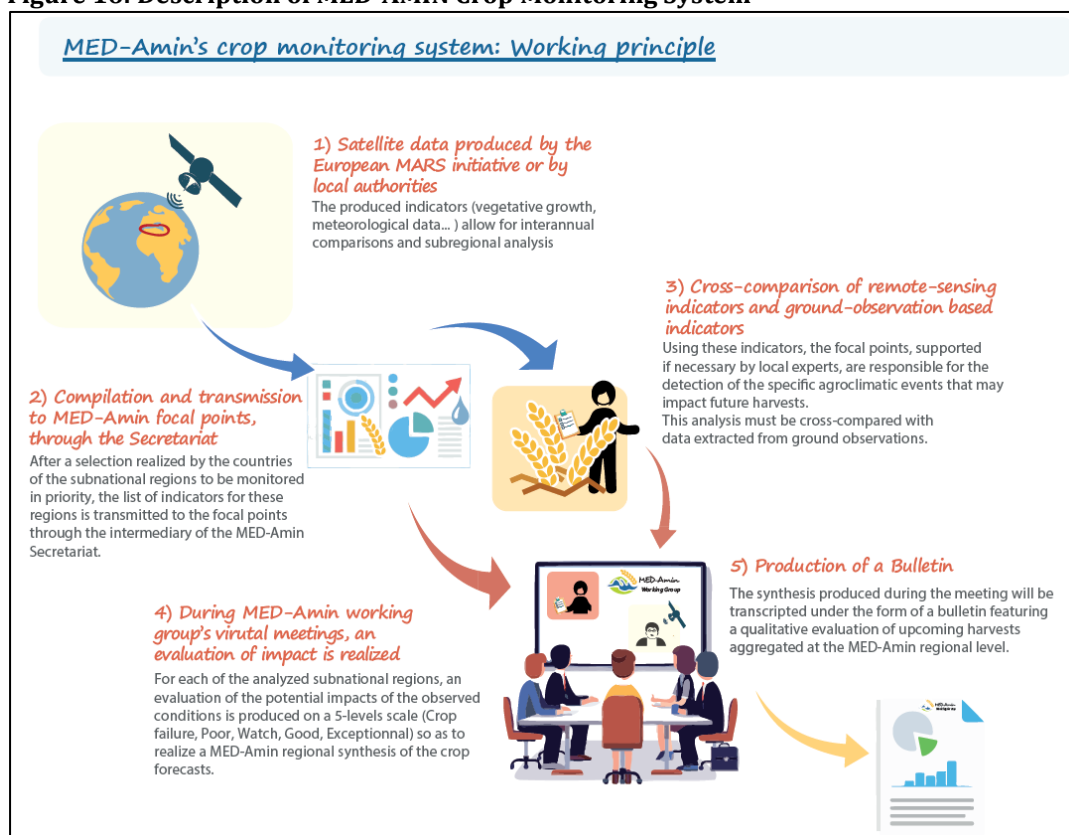 MED-Amin's crop monitoring system: Working principle
1) Satellite data produced by the
European MARS initiative or by
local authorities
The produced indicators (vegetative growth,
meteorological data... ) allow for interannual
comparisons and subregional analysis
2) Compilation and transmission
to MED-Amin focal points,
through the Secretariat
After a selection realized by the countries
of the subnational regions to be monitored
in priority, the list of indicators for these
regions is transmitted to the focal points
through the intermediary of the MED-Amin
Secretariat.
3) Cross-comparison of remote-sensing
indicators and ground-observation based
indicators
Using these indicators, the focal points, supported
if necessary by local experts, are responsible for the
detection of the specific agroclimatic events that may
impact future harvests.
This analysis must be cross-compared with
data extracted from ground observations.
4) During MED-Amin working
group's virutal meetings, an
evaluation of impact is realized
For each of the analyzed subnational regions, an
evaluation of the potential impacts of the observed
conditions is produced on a 5-levels scale (Crop
failure, Poor, Watch, Good, Exceptionnal) so as to
realize a MED-Amin regional synthesis of the crop
forecasts.
MED-Amin
Working Group
5) Production of a Bulletin
The synthesis produced during the meeting will be
transcripted under the form of a bulletin featuring
a qualitative evaluation of upcoming harvests
aggregated at the MED-Amin regional level.
MED-Amin